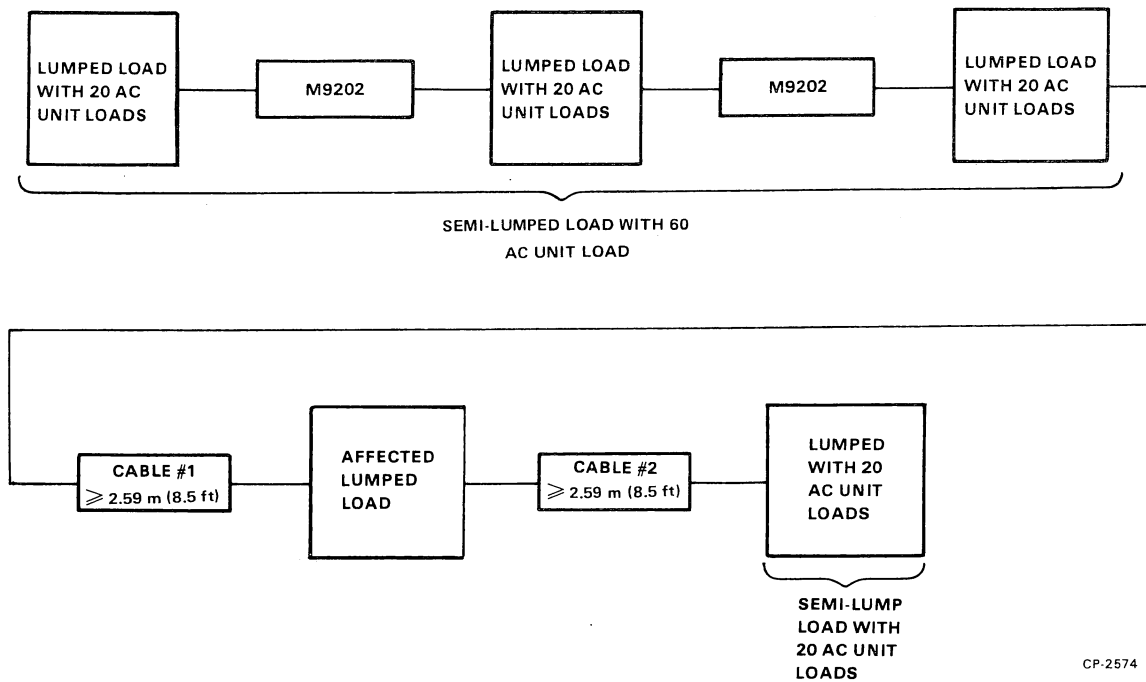 LUMPED LOAD
WITH 20 AC
UNIT LOADS
M9202
LUMPED LOAD
WITH 20 AC
UNIT LOADS
M9202
LUMPED LOAD
WITH 20 AC
UNIT LOADS
SEMI-LUMPED LOAD WITH 60
AC UNIT LOAD
CABLE #1
⩾ 2.59 m (8.5 ft)
AFFECTED
LUMPED
LOAD
CABLE #2
⩾ 2.59 m (8.5 ft)
LUMPED
WITH 20
AC UNIT
LOADS
SEMI-LUMP
LOAD WITH
20 AC UNIT
LOADS
CP-2574